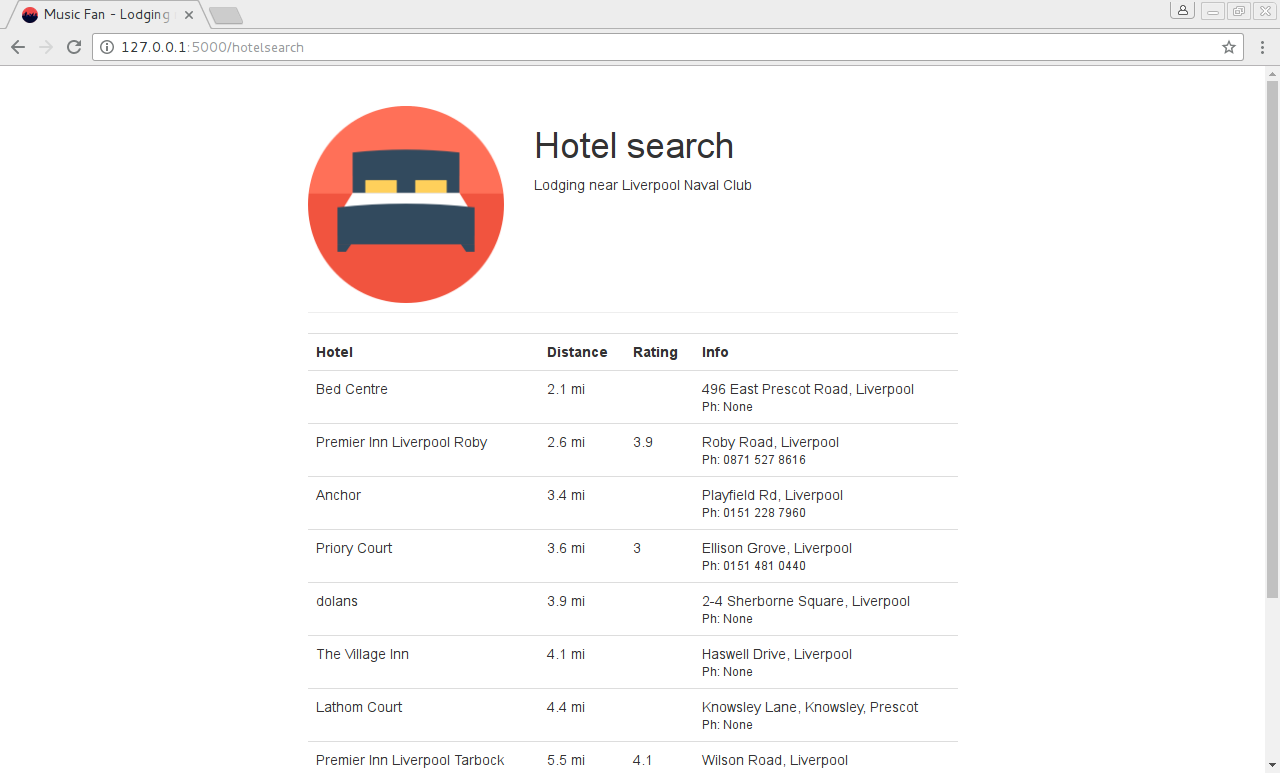 Music Fan - Lodging
127.0.0.1:5000/hotelsearch
Hotel search
Lodging near Liverpool Naval Club
Hotel Distance Rating Info
Bed Centre 2.1 mi 496 East Prescot Road, Liverpool
Ph: None
Premier Inn Liverpool Roby 2.6 mi 3.9 Roby Road, Liverpool
Ph: 0871 527 8616
Anchor 3.4 mi Playfield Rd, Liverpool
Ph: 0151 228 7960
Priory Court 3.6 mi 3 Ellison Grove, Liverpool
Ph: 0151 481 0440
dolans 3.9 mi 2-4 Sherborne Square, Liverpool
Ph: None
The Village Inn 4.1 mi Haswell Drive, Liverpool
Ph: None
Lathom Court 4.4 mi Knowsley Lane, Knowsley, Prescot
Ph: None
Premier Inn Liverpool Tarbock 5.5 mi 4.1 Wilson Road, Liverpool